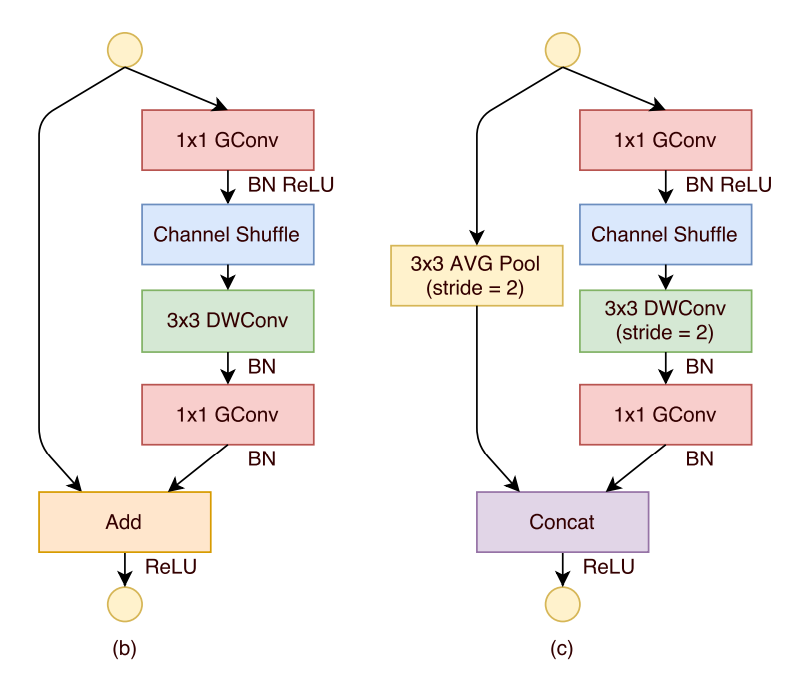 1x1 GConv
BN ReLU
Channel Shuffle
3x3 DWConv
BN
1x1 GConv
BN
Add
ReLU
(b)
1x1 GConv
BN ReLU
Channel Shuffle
3x3 AVG Pool
(stride = 2)
3x3 DWConv
(stride = 2)
BN
1x1 GConv
BN
Concat
ReLU
(c)